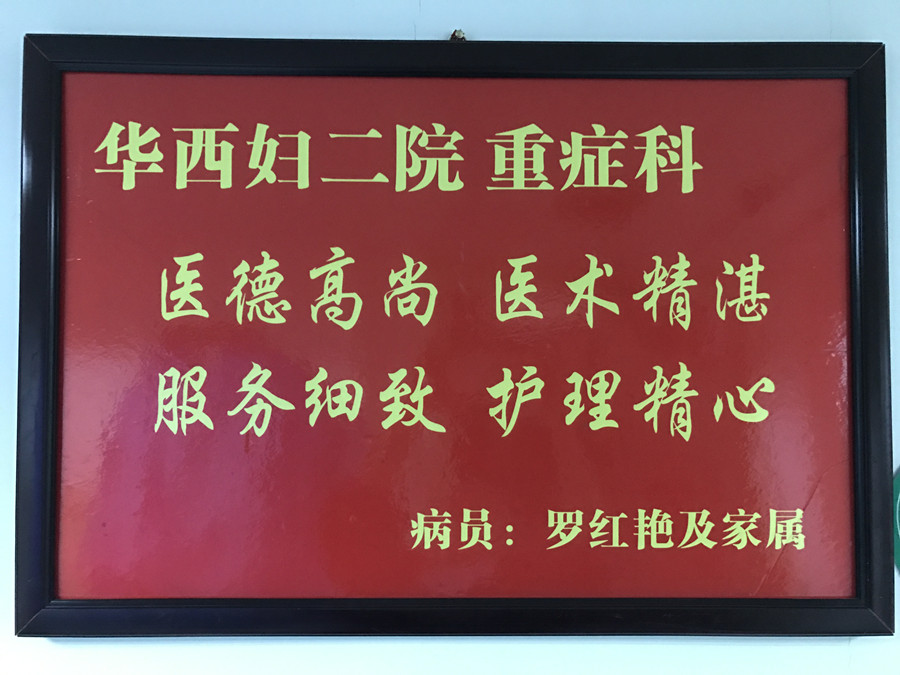 华西妇二院 重症科
医德高尚 医术精湛
服务细致 护理精心
病员：罗红艳及家属